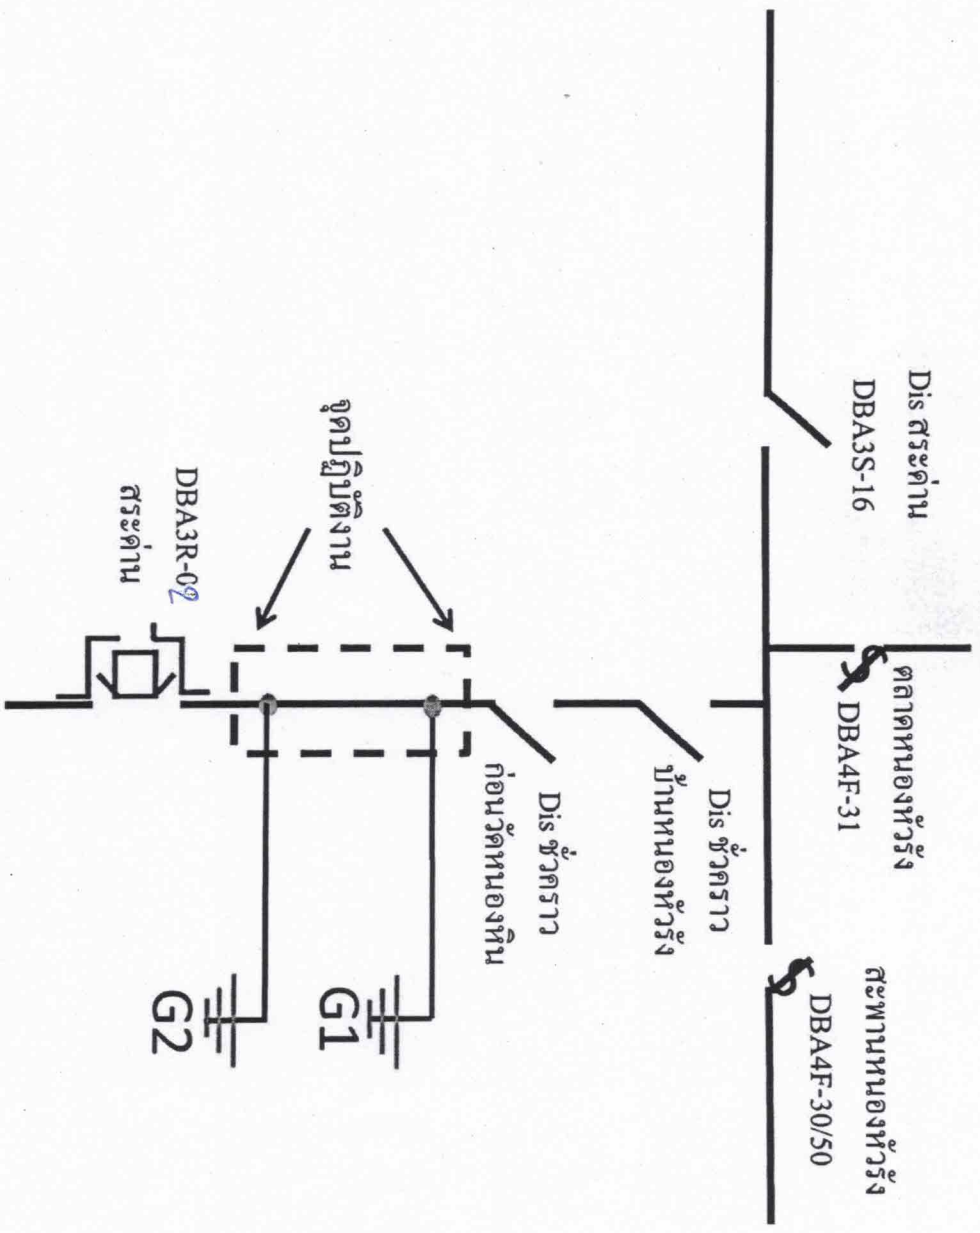 Dis สระด่าน
DBA3S-16
ตลาดหนองหัวรัง
DBA4F-31
สะพานหนองหัวรัง
DBA4F-30/50
Dis ชั่วคราว
บ้านหนองหัวรัง
Dis ชั่วคราว
ก่อนวัดหนองหิน
จุดปฏิบัติงาน
G1
G2
DBA3R-02
สระด่าน